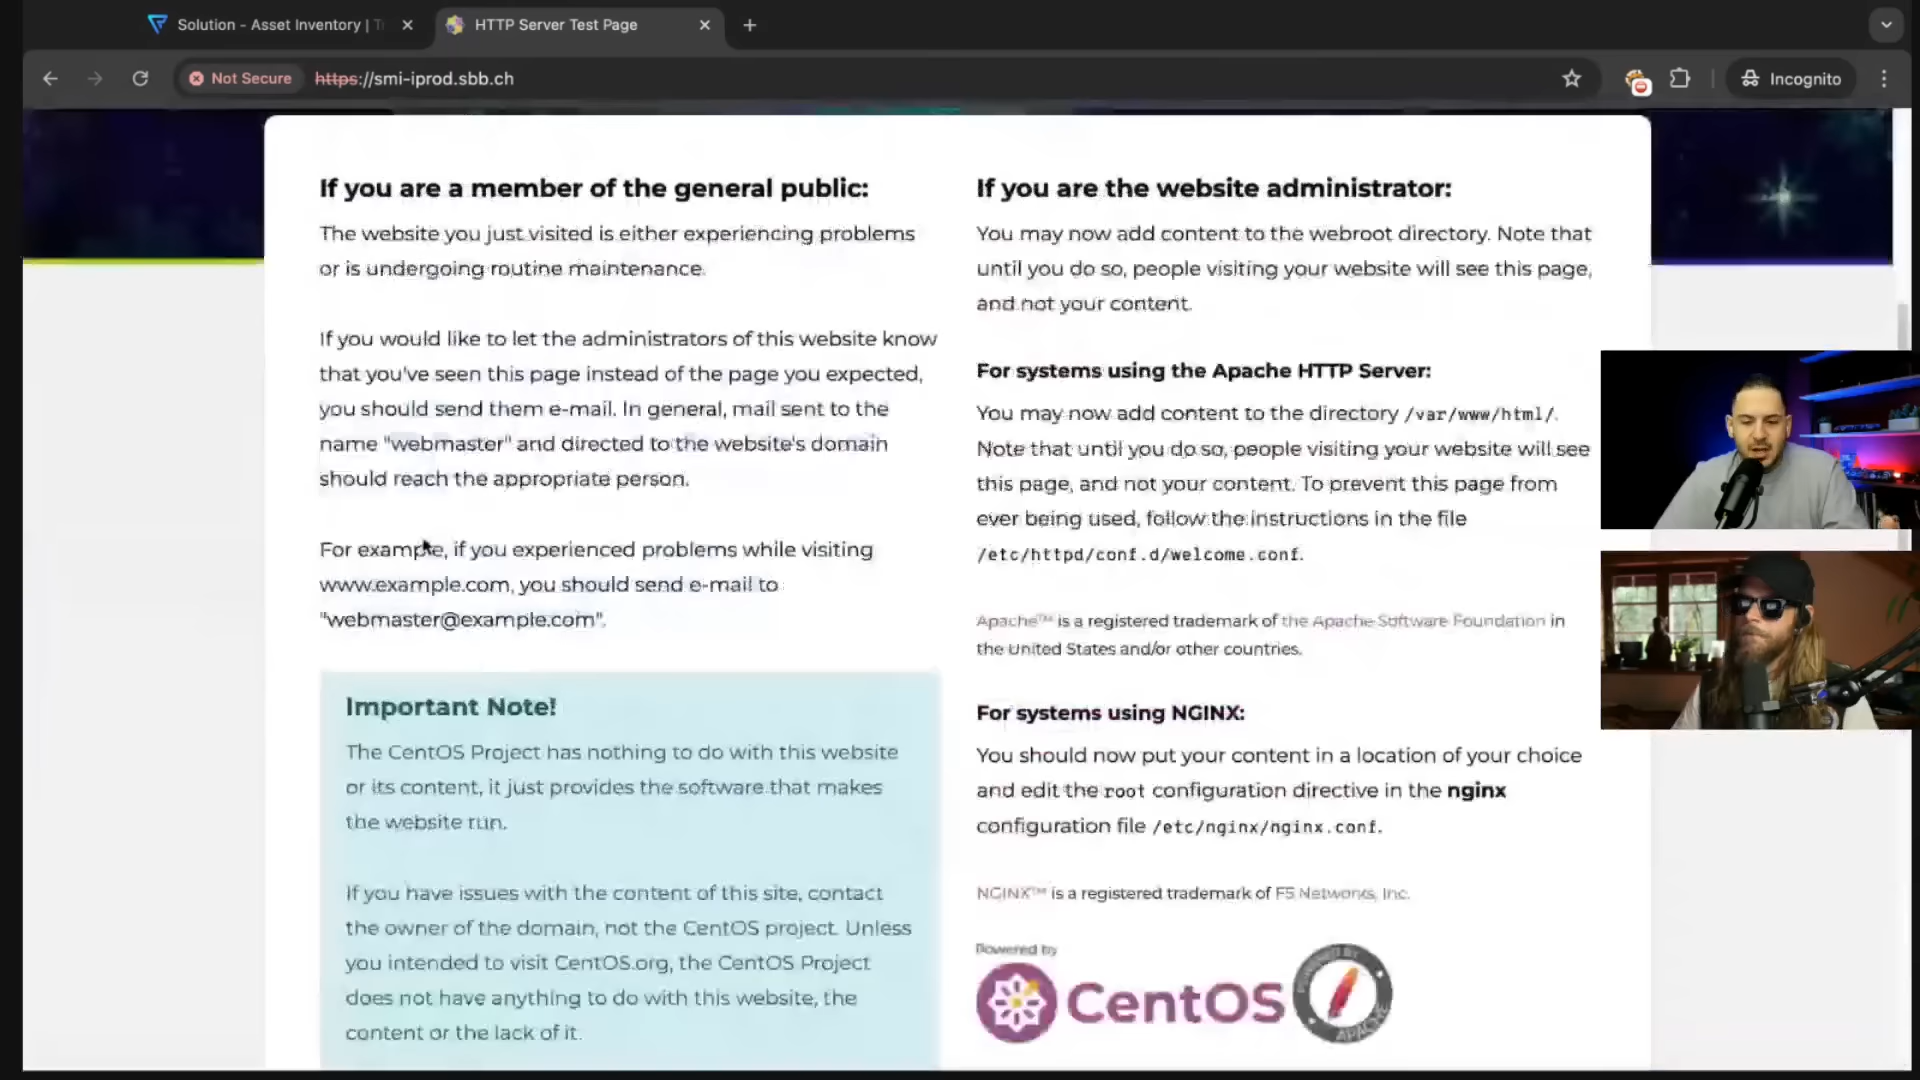 Solution - Asset Inventory |
HTTP Server Test Page
Not Secure
https://smi-iprod.sbb.ch
Incognito
If you are a member of the general public:
The website you just visited is either experiencing problems
or is undergoing routine maintenance.
If you would like to let the administrators of this website know
that you've seen this page instead of the page you expected,
you should send them e-mail. In general, mail sent to the
name "webmaster" and directed to the website's domain
should reach the appropriate person.
For example, if you experienced problems while visiting
www.example.com, you should send e-mail to
"webmaster@example.com".
Important Note!
The CentOS Project has nothing to do with this website
or its content, it just provides the software that makes
the website run.
If you have issues with the content of this site, contact
the owner of the domain, not the CentOS project. Unless
you intended to visit CentOS.org, the CentOS Project
does not have anything to do with this website, the
content or the lack of it.
If you are the website administrator:
You may now add content to the webroot directory. Note that
until you do so, people visiting your website will see this page,
and not your content.
For systems using the Apache HTTP Server:
You may now add content to the directory /var/www/html/.
Note that until you do so, people visiting your website will see
this page, and not your content. To prevent this page from
ever being used, follow the instructions in the file
/etc/httpd/conf.d/welcome.conf.
Apache™ is a registered trademark of the Apache Software Foundation in
the United States and/or other countries.
For systems using NGINX:
You should now put your content in a location of your choice
and edit the root configuration directive in the nginx
configuration file /etc/nginx/nginx.conf.
NGINX™ is a registered trademark of F5 Networks, Inc.
Powered by
CentOS
POWERED BY
APACHE